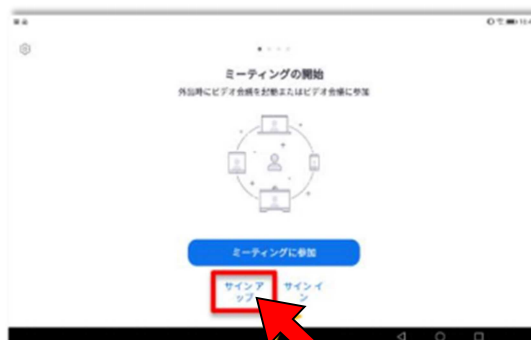 ミーティングの開始
外出時にビデオ会議を起動またはビデオ会議に参加
ミーティングに参加
サインア
ップ
サインイ
ン